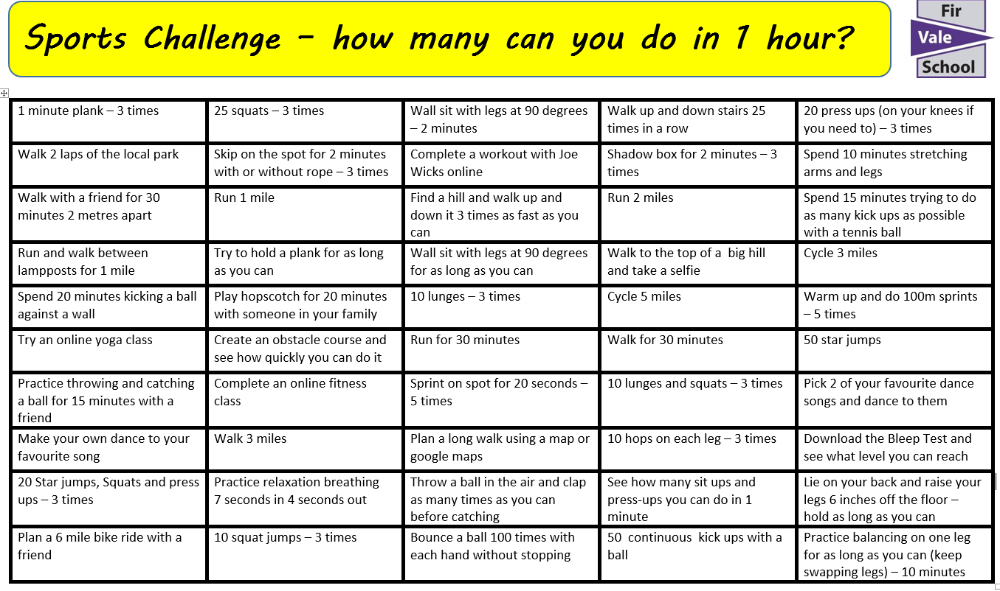 Sports Challenge – how many can you do in 1 hour?
Fir
Vale
School
1 minute plank – 3 times
25 squats – 3 times
Wall sit with legs at 90 degrees
– 2 minutes
Walk up and down stairs 25
times in a row
20 press ups (on your knees if
you need to) – 3 times
Walk 2 laps of the local park
Skip on the spot for 2 minutes
with or without rope – 3 times
Complete a workout with Joe
Wicks online
Shadow box for 2 minutes – 3
times
Spend 10 minutes stretching
arms and legs
Walk with a friend for 30
minutes 2 metres apart
Run 1 mile
Find a hill and walk up and
down it 3 times as fast as you
can
Run 2 miles
Spend 15 minutes trying to do
as many kick ups as possible
with a tennis ball
Run and walk between
lampposts for 1 mile
Try to hold a plank for as long
as you can
Wall sit with legs at 90 degrees
for as long as you can
Walk to the top of a  big hill
and take a selfie
Cycle 3 miles
Spend 20 minutes kicking a ball
against a wall
Play hopscotch for 20 minutes
with someone in your family
10 lunges – 3 times
Cycle 5 miles
Warm up and do 100m sprints
– 5 times
Try an online yoga class
Create an obstacle course and
see how quickly you can do it
Run for 30 minutes
Walk for 30 minutes
50 star jumps
Practice throwing and catching
a ball for 15 minutes with a
friend
Complete an online fitness
class
Sprint on spot for 20 seconds –
5 times
10 lunges and squats – 3 times
Pick 2 of your favourite dance
songs and dance to them
Make your own dance to your
favourite song
Walk 3 miles
Plan a long walk using a map or
google maps
10 hops on each leg – 3 times
Download the Bleep Test and
see what level you can reach
20 Star jumps, Squats and press
ups – 3 times
Practice relaxation breathing
7 seconds in 4 seconds out
Throw a ball in the air and clap
as many times as you can
before catching
See how many sit ups and
press-ups you can do in 1
minute
Lie on your back and raise your
legs 6 inches off the floor –
hold as long as you can
Plan a 6 mile bike ride with a
friend
10 squat jumps – 3 times
Bounce a ball 100 times with
each hand without stopping
50  continuous  kick ups with a
ball
Practice balancing on one leg
for as long as you can (keep
swapping legs) – 10 minutes